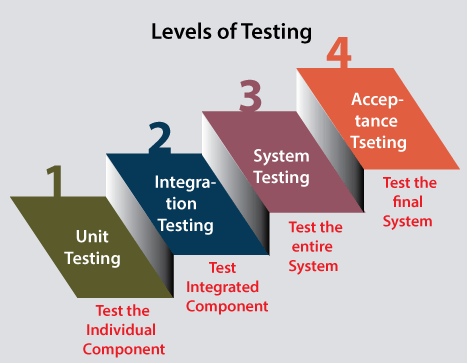 Levels of Testing
1
Unit
Testing
Test the
Individual
Component
2
Integra-
tion
Testing
Test
Integrated
Component
3
System
Testing
Test the
entire
System
4
Accep-
tance
Tseting
Test the
final
System